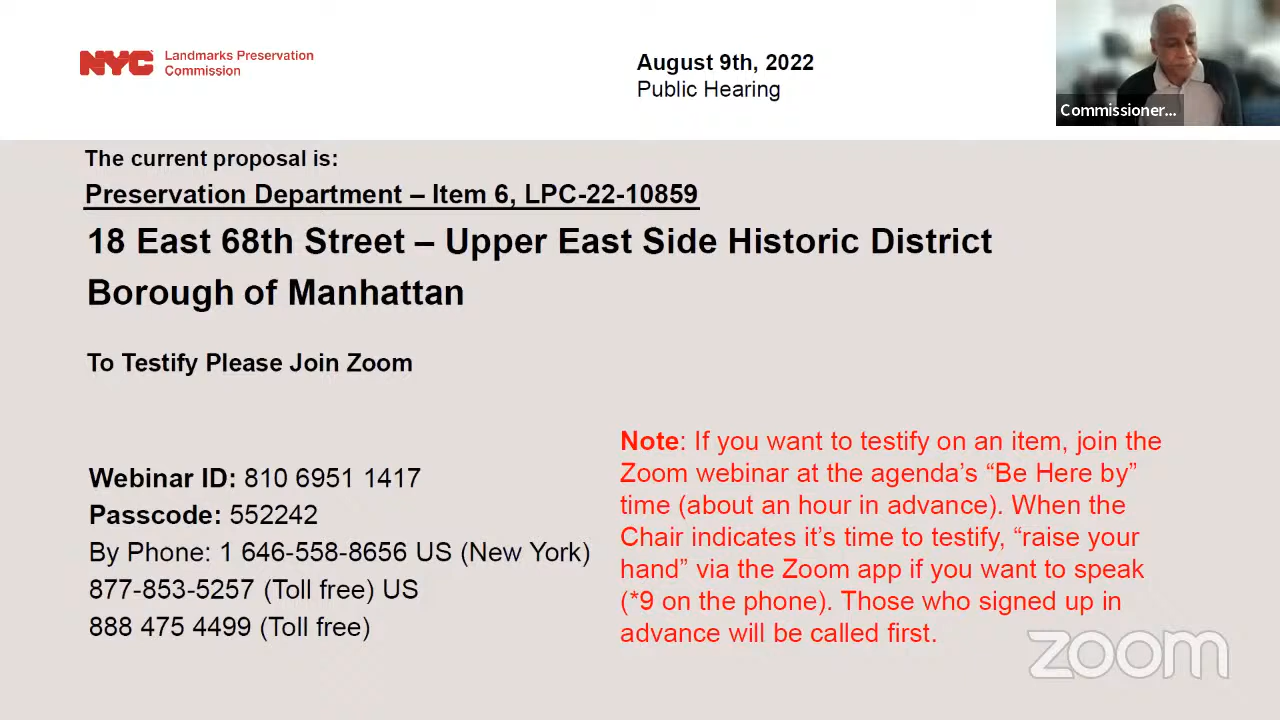 NYC Landmarks Preservation
Commission
August 9th, 2022
Public Hearing
Commissioner...
The current proposal is:
Preservation Department – Item 6, LPC-22-10859
18 East 68th Street – Upper East Side Historic District
Borough of Manhattan
To Testify Please Join Zoom
Webinar ID: 810 6951 1417
Passcode: 552242
By Phone: 1 646-558-8656 US (New York)
877-853-5257 (Toll free) US
888 475 4499 (Toll free)
Note: If you want to testify on an item, join the
Zoom webinar at the agenda’s “Be Here by”
time (about an hour in advance). When the
Chair indicates it’s time to testify, “raise your
hand” via the Zoom app if you want to speak
(*9 on the phone). Those who signed up in
advance will be called first.
zoom